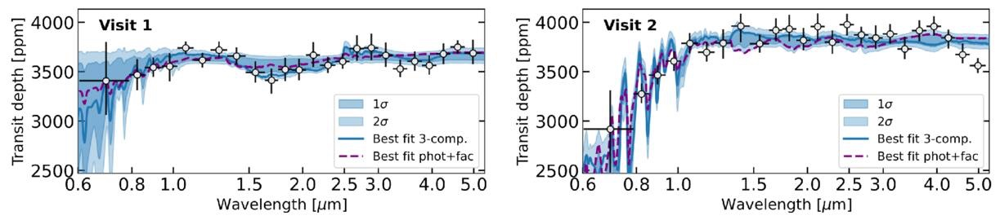 Visit 1
Transit depth [ppm]
4000
3500
3000
2500
1σ
2σ
Best fit 3-comp.
Best fit phot+fac
0.6 0.8 1.0 1.5 2.0 2.5 3.0 4.0 5.0
Wavelength [μm]
Visit 2
Transit depth [ppm]
4000
3500
3000
2500
1σ
2σ
Best fit 3-comp.
Best fit phot+fac
0.6 0.8 1.0 1.5 2.0 2.5 3.0 4.0 5.0
Wavelength [μm]